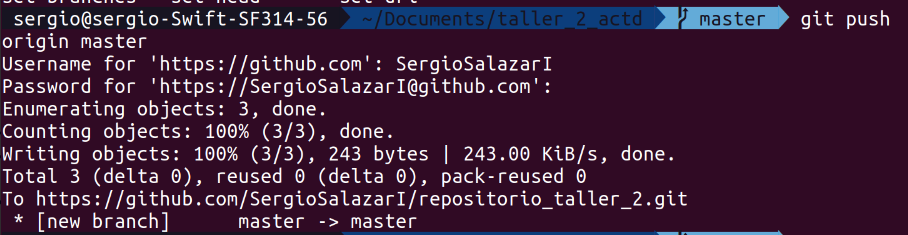 sergio@sergio-Swift-SF314-56 ~/Documents/taller_2_actd master git push
origin master
Username for 'https://github.com': SergioSalazarI
Password for 'https://SergioSalazarI@github.com':
Enumerating objects: 3, done.
Counting objects: 100% (3/3), done.
Writing objects: 100% (3/3), 243 bytes | 243.00 KiB/s, done.
Total 3 (delta 0), reused 0 (delta 0), pack-reused 0
To https://github.com/SergioSalazarI/repositorio_taller_2.git
 * [new branch]      master -> master